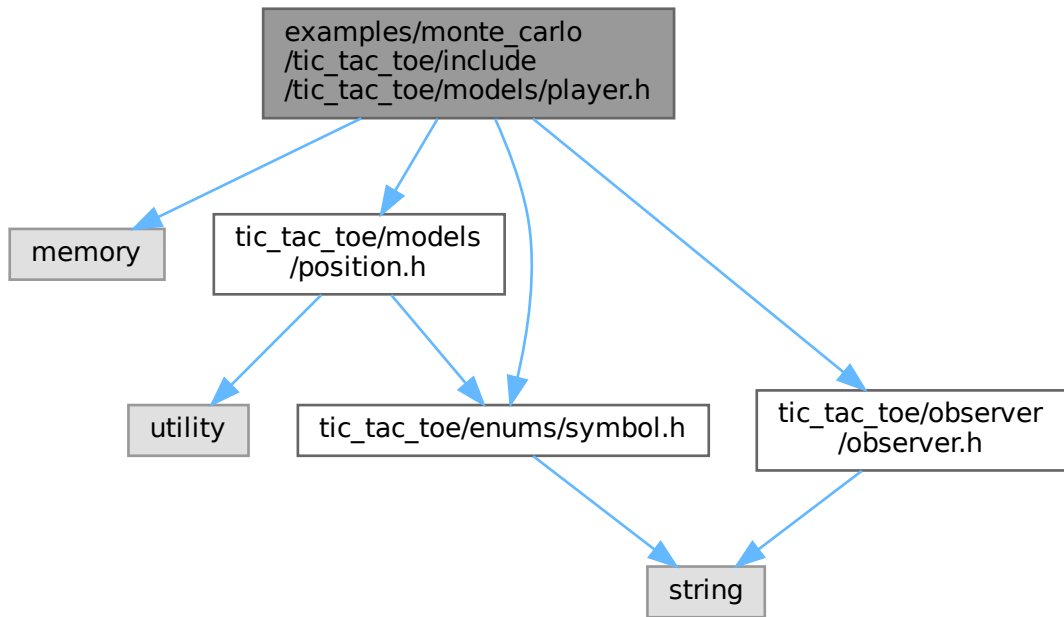 examples/monte_carlo
/tic_tac_toe/include
/tic_tac_toe/models/player.h
memory
tic_tac_toe/models
/position.h
utility
tic_tac_toe/enums/symbol.h
tic_tac_toe/observer
/observer.h
string